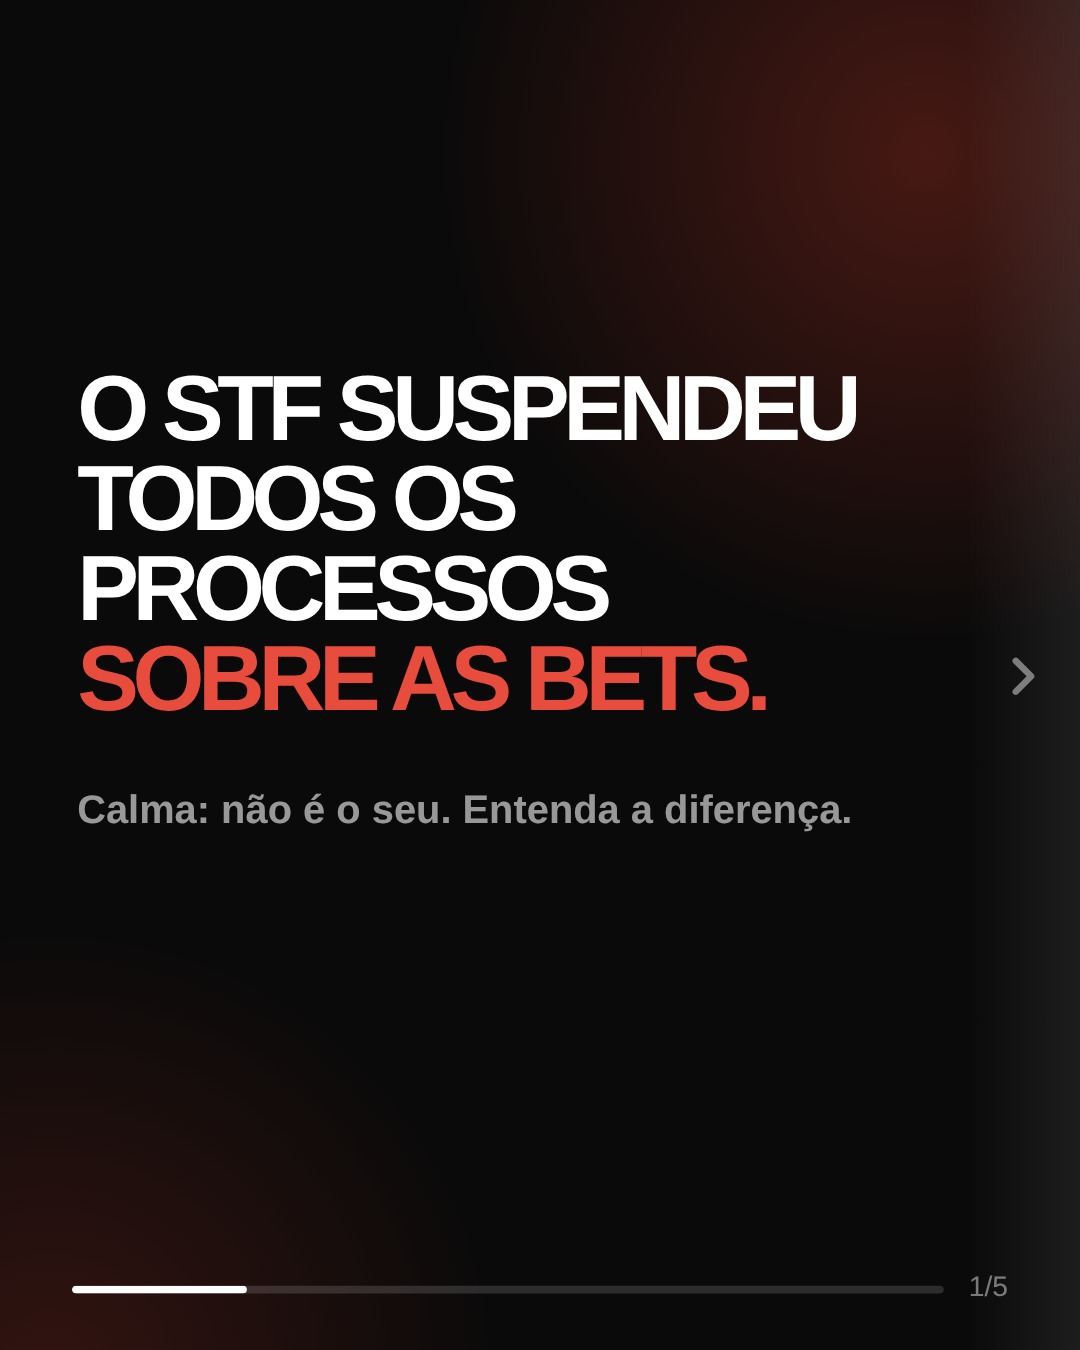 O STF SUSPENDEU
TODOS OS
PROCESSOS
SOBRE AS BETS.
Calma: não é o seu. Entenda a diferença.
1/5